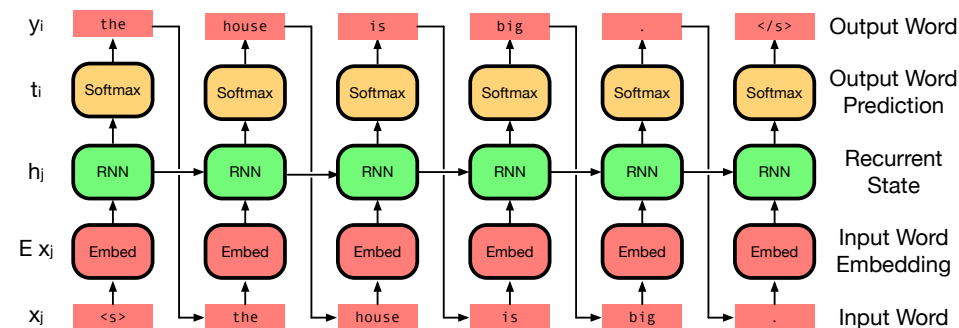 yi the house is big . </s> Output Word
ti Softmax Softmax Softmax Softmax Softmax Softmax Output Word
Prediction
hj RNN RNN RNN RNN RNN RNN Recurrent
State
E xj Embed Embed Embed Embed Embed Embed Input Word
Embedding
xj <s> the house is big . Input Word